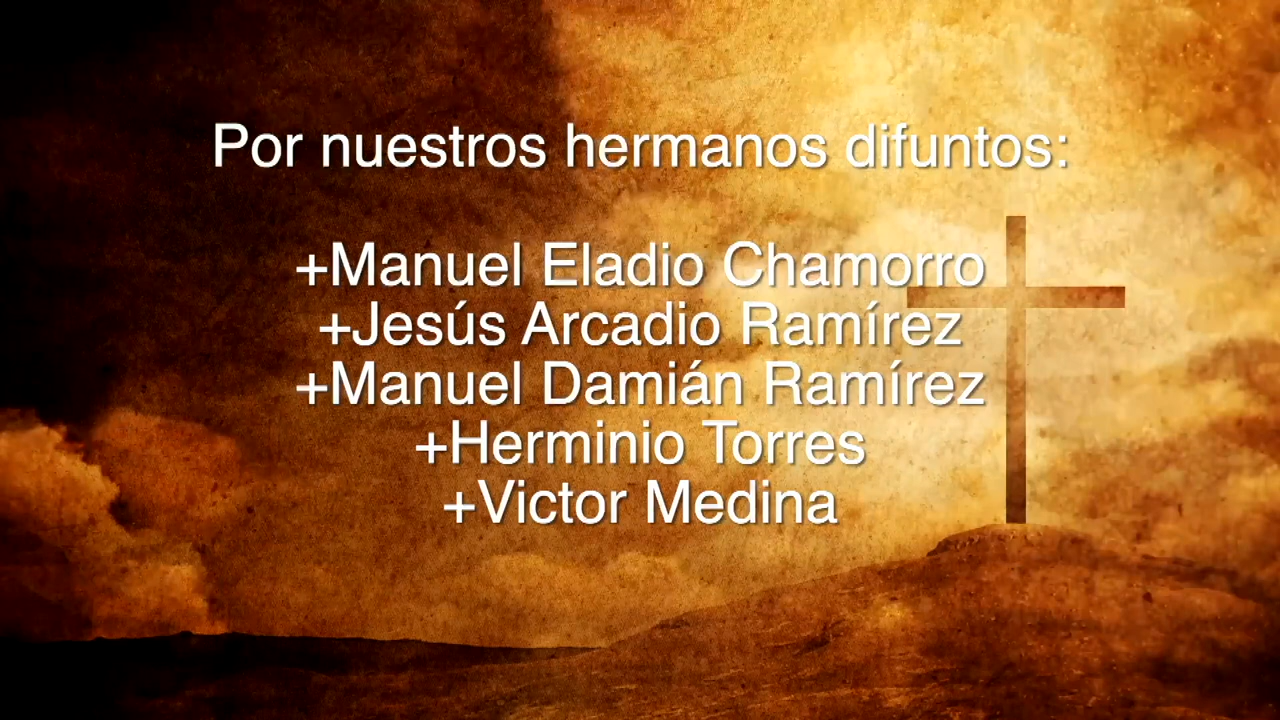 Por nuestros hermanos difuntos:
+Manuel Eladio Chamorro
+Jesús Arcadio Ramírez
+Manuel Damián Ramírez
+Herminio Torres
+Victor Medina